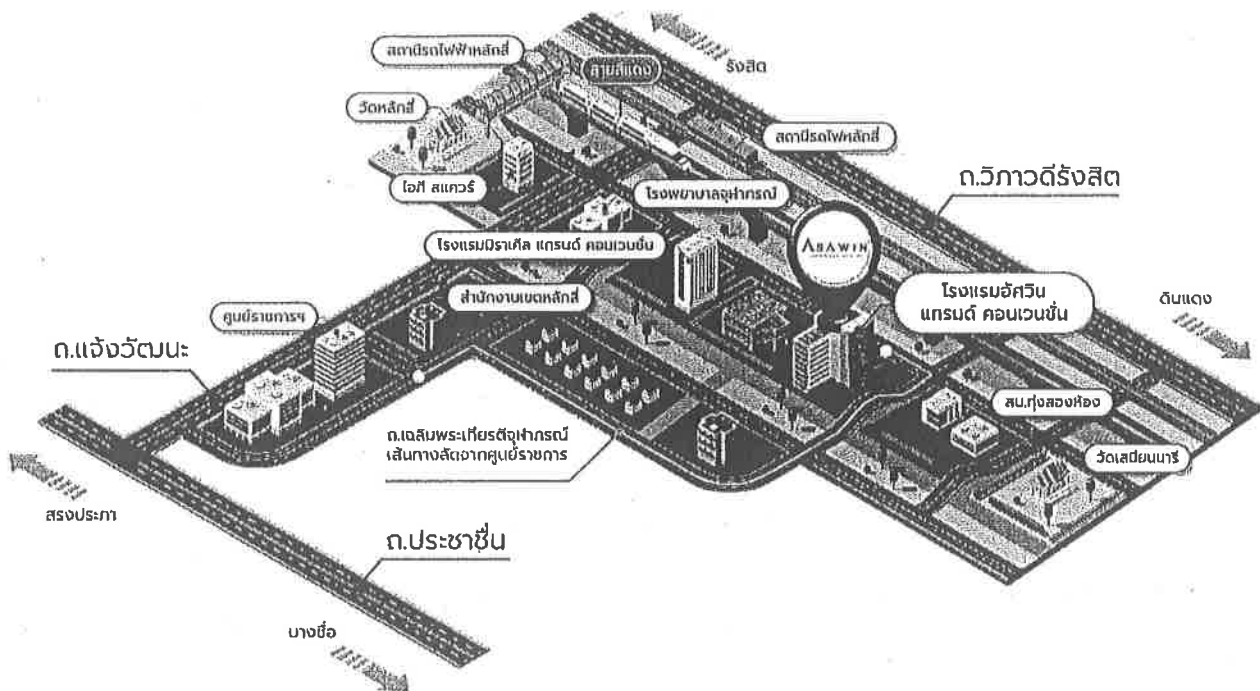 สถานีรถไฟฟ้าหลักสี่
รังสิต
สายสีแดง
วัดหลักสี่
สถานีรถไฟหลักสี่
ถ.วิภาวดีรังสิต
ไอที สแควร์
โรงพยาบาลจุฬาภรณ์
ASAWIN
โรงแรมมิราเคิล แกรนด์ คอนเวนชั่น
โรงแรมอัศวิน
แกรนด์ คอนเวนชั่น
ดินแดง
สำนักงานเขตหลักสี่
ศูนย์ราชการฯ
ถ.แจ้งวัฒนะ
สน.ทุ่งสองห้อง
ถ.เฉลิมพระเกียรติจุฬาภรณ์
เส้นทางลัดจากศูนย์ราชการ
วัดเสมียนนารี
สรงประภา
ถ.ประชาชื่น
บางซื่อ